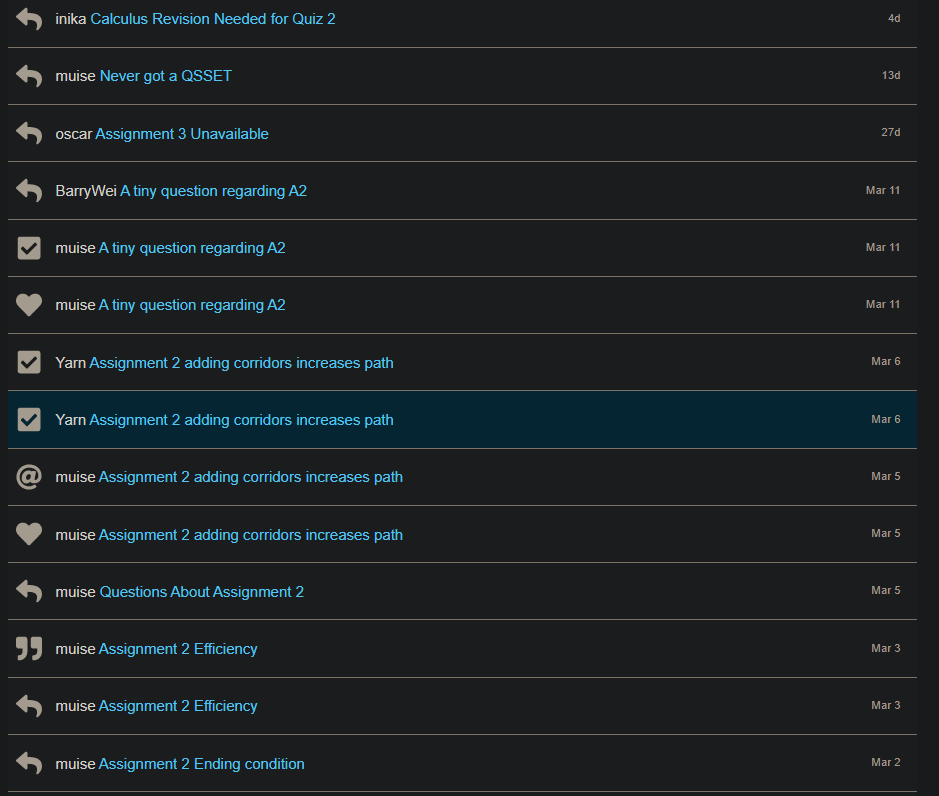 inika Calculus Revision Needed for Quiz 2 4d
muise Never got a QSSET 13d
oscar Assignment 3 Unavailable 27d
BarryWei A tiny question regarding A2 Mar 11
muise A tiny question regarding A2 Mar 11
muise A tiny question regarding A2 Mar 11
Yarn Assignment 2 adding corridors increases path Mar 6
Yarn Assignment 2 adding corridors increases path Mar 6
@ muise Assignment 2 adding corridors increases path Mar 5
muise Assignment 2 adding corridors increases path Mar 5
muise Questions About Assignment 2 Mar 5
muise Assignment 2 Efficiency Mar 3
muise Assignment 2 Efficiency Mar 3
muise Assignment 2 Ending condition Mar 2